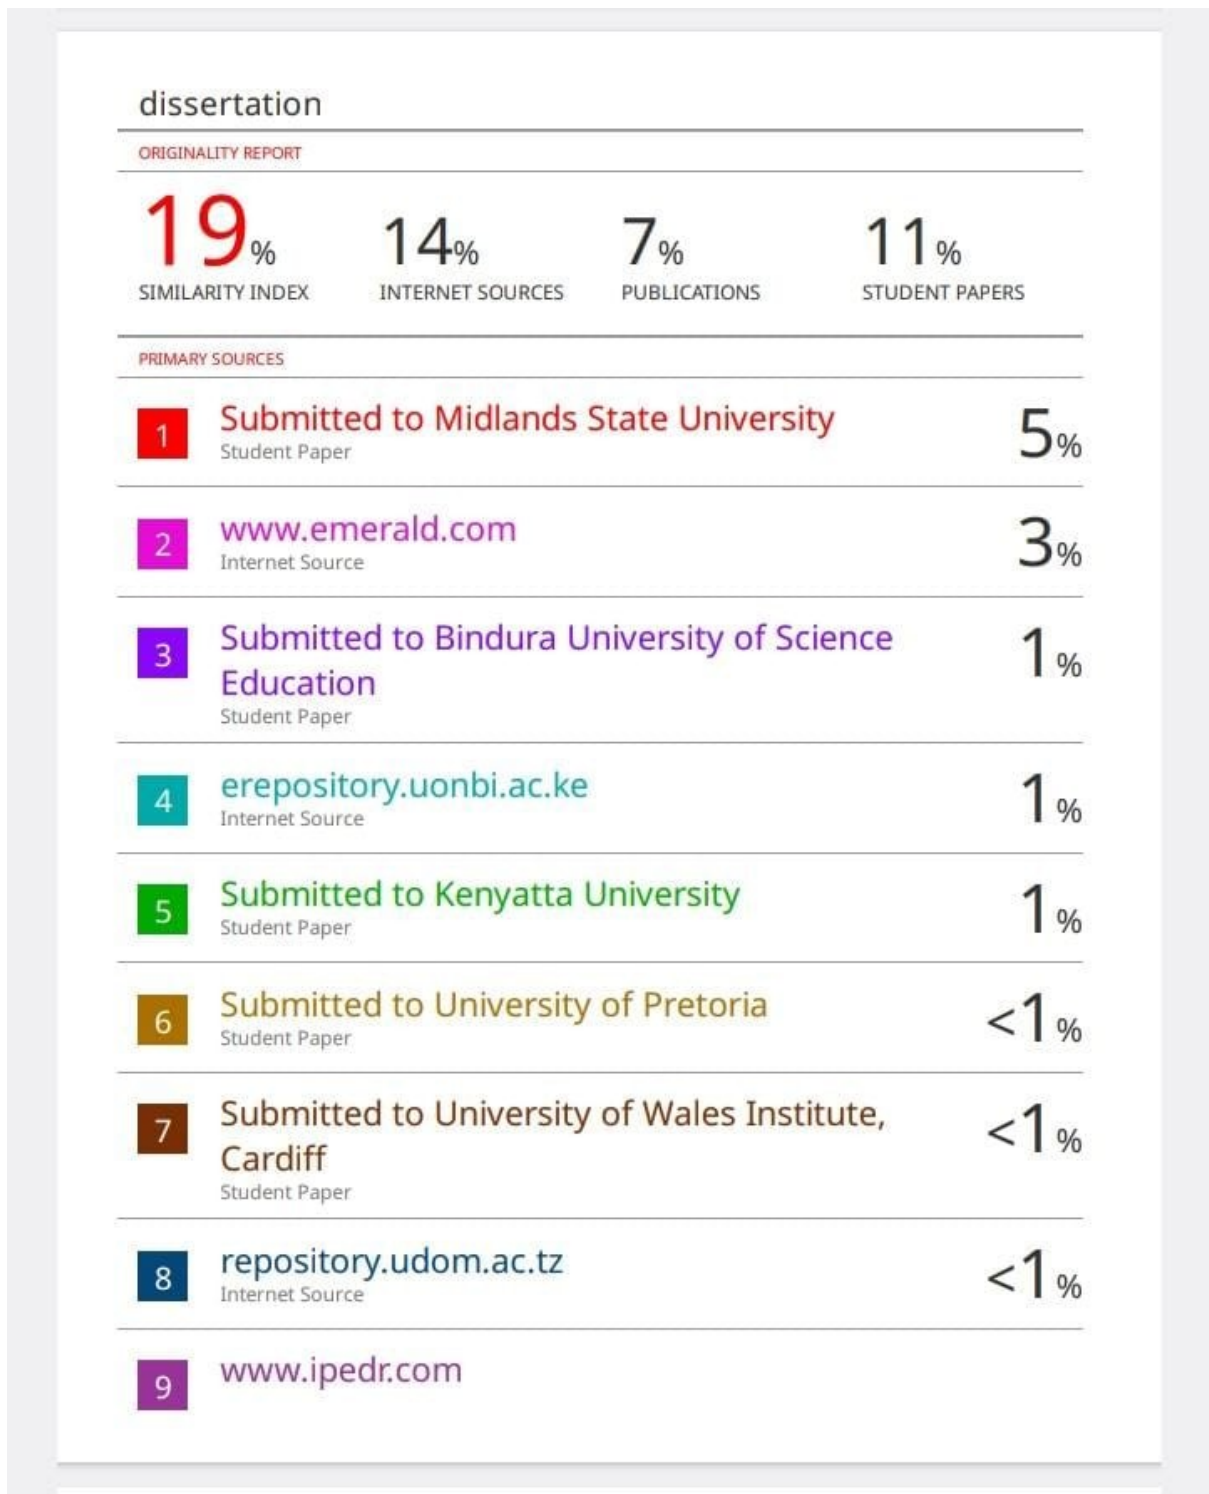 dissertation
ORIGINALITY REPORT
19%
14%
7%
11%
SIMILARITY INDEX
INTERNET SOURCES
PUBLICATIONS
STUDENT PAPERS
PRIMARY SOURCES
1 Submitted to Midlands State University 5%
Student Paper
2 www.emerald.com 3%
Internet Source
3 Submitted to Bindura University of Science 1%
Education
Student Paper
4 erepository.uonbi.ac.ke 1%
Internet Source
5 Submitted to Kenyatta University 1%
Student Paper
6 Submitted to University of Pretoria <1%
Student Paper
7 Submitted to University of Wales Institute, <1%
Cardiff
Student Paper
8 repository.udom.ac.tz <1%
Internet Source
9 www.ipedr.com